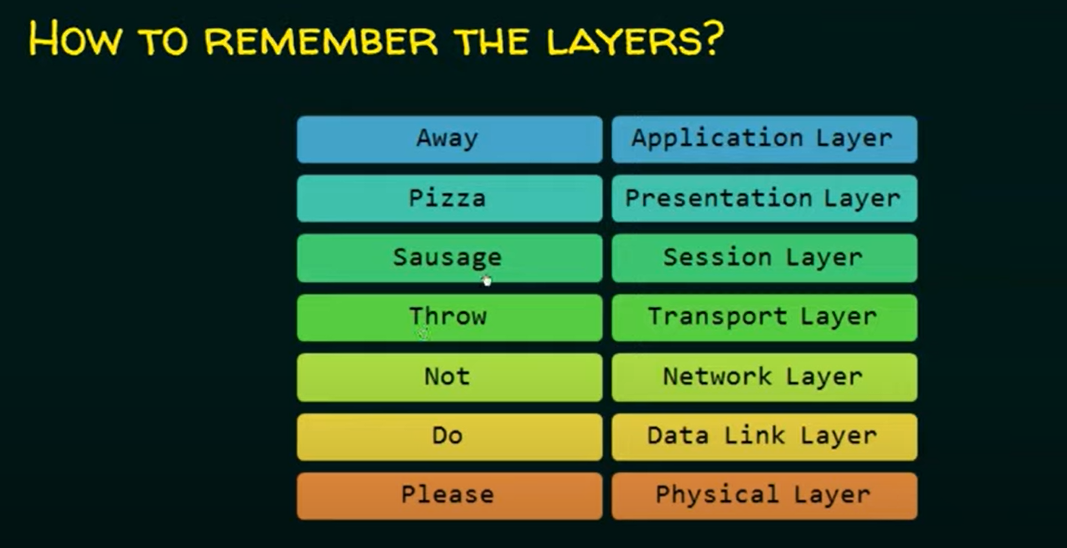 HOW TO REMEMBER THE LAYERS?
Away Application Layer
Pizza Presentation Layer
Sausage Session Layer
Throw Transport Layer
Not Network Layer
Do Data Link Layer
Please Physical Layer